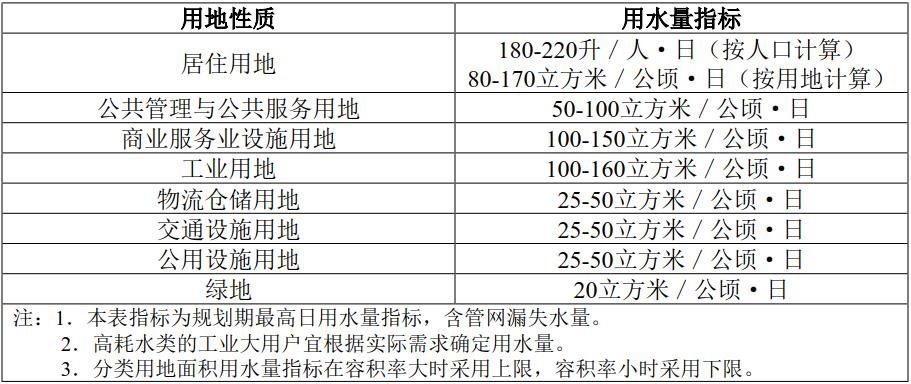 用地性质 用水量指标
居住用地 180-220升／人·日（按人口计算）
80-170立方米／公顷·日（按用地计算）
公共管理与公共服务用地 50-100立方米／公顷·日
商业服务业设施用地 100-150立方米／公顷·日
工业用地 100-160立方米／公顷·日
物流仓储用地 25-50立方米／公顷·日
交通设施用地 25-50立方米／公顷·日
公用设施用地 25-50立方米／公顷·日
绿地 20立方米／公顷·日
注：1．本表指标为规划期最高日用水量指标，含管网漏失水量。
2．高耗水类的工业大用户宜根据实际需求确定用水量。
3．分类用地面积用水量指标在容积率大时采用上限，容积率小时采用下限。